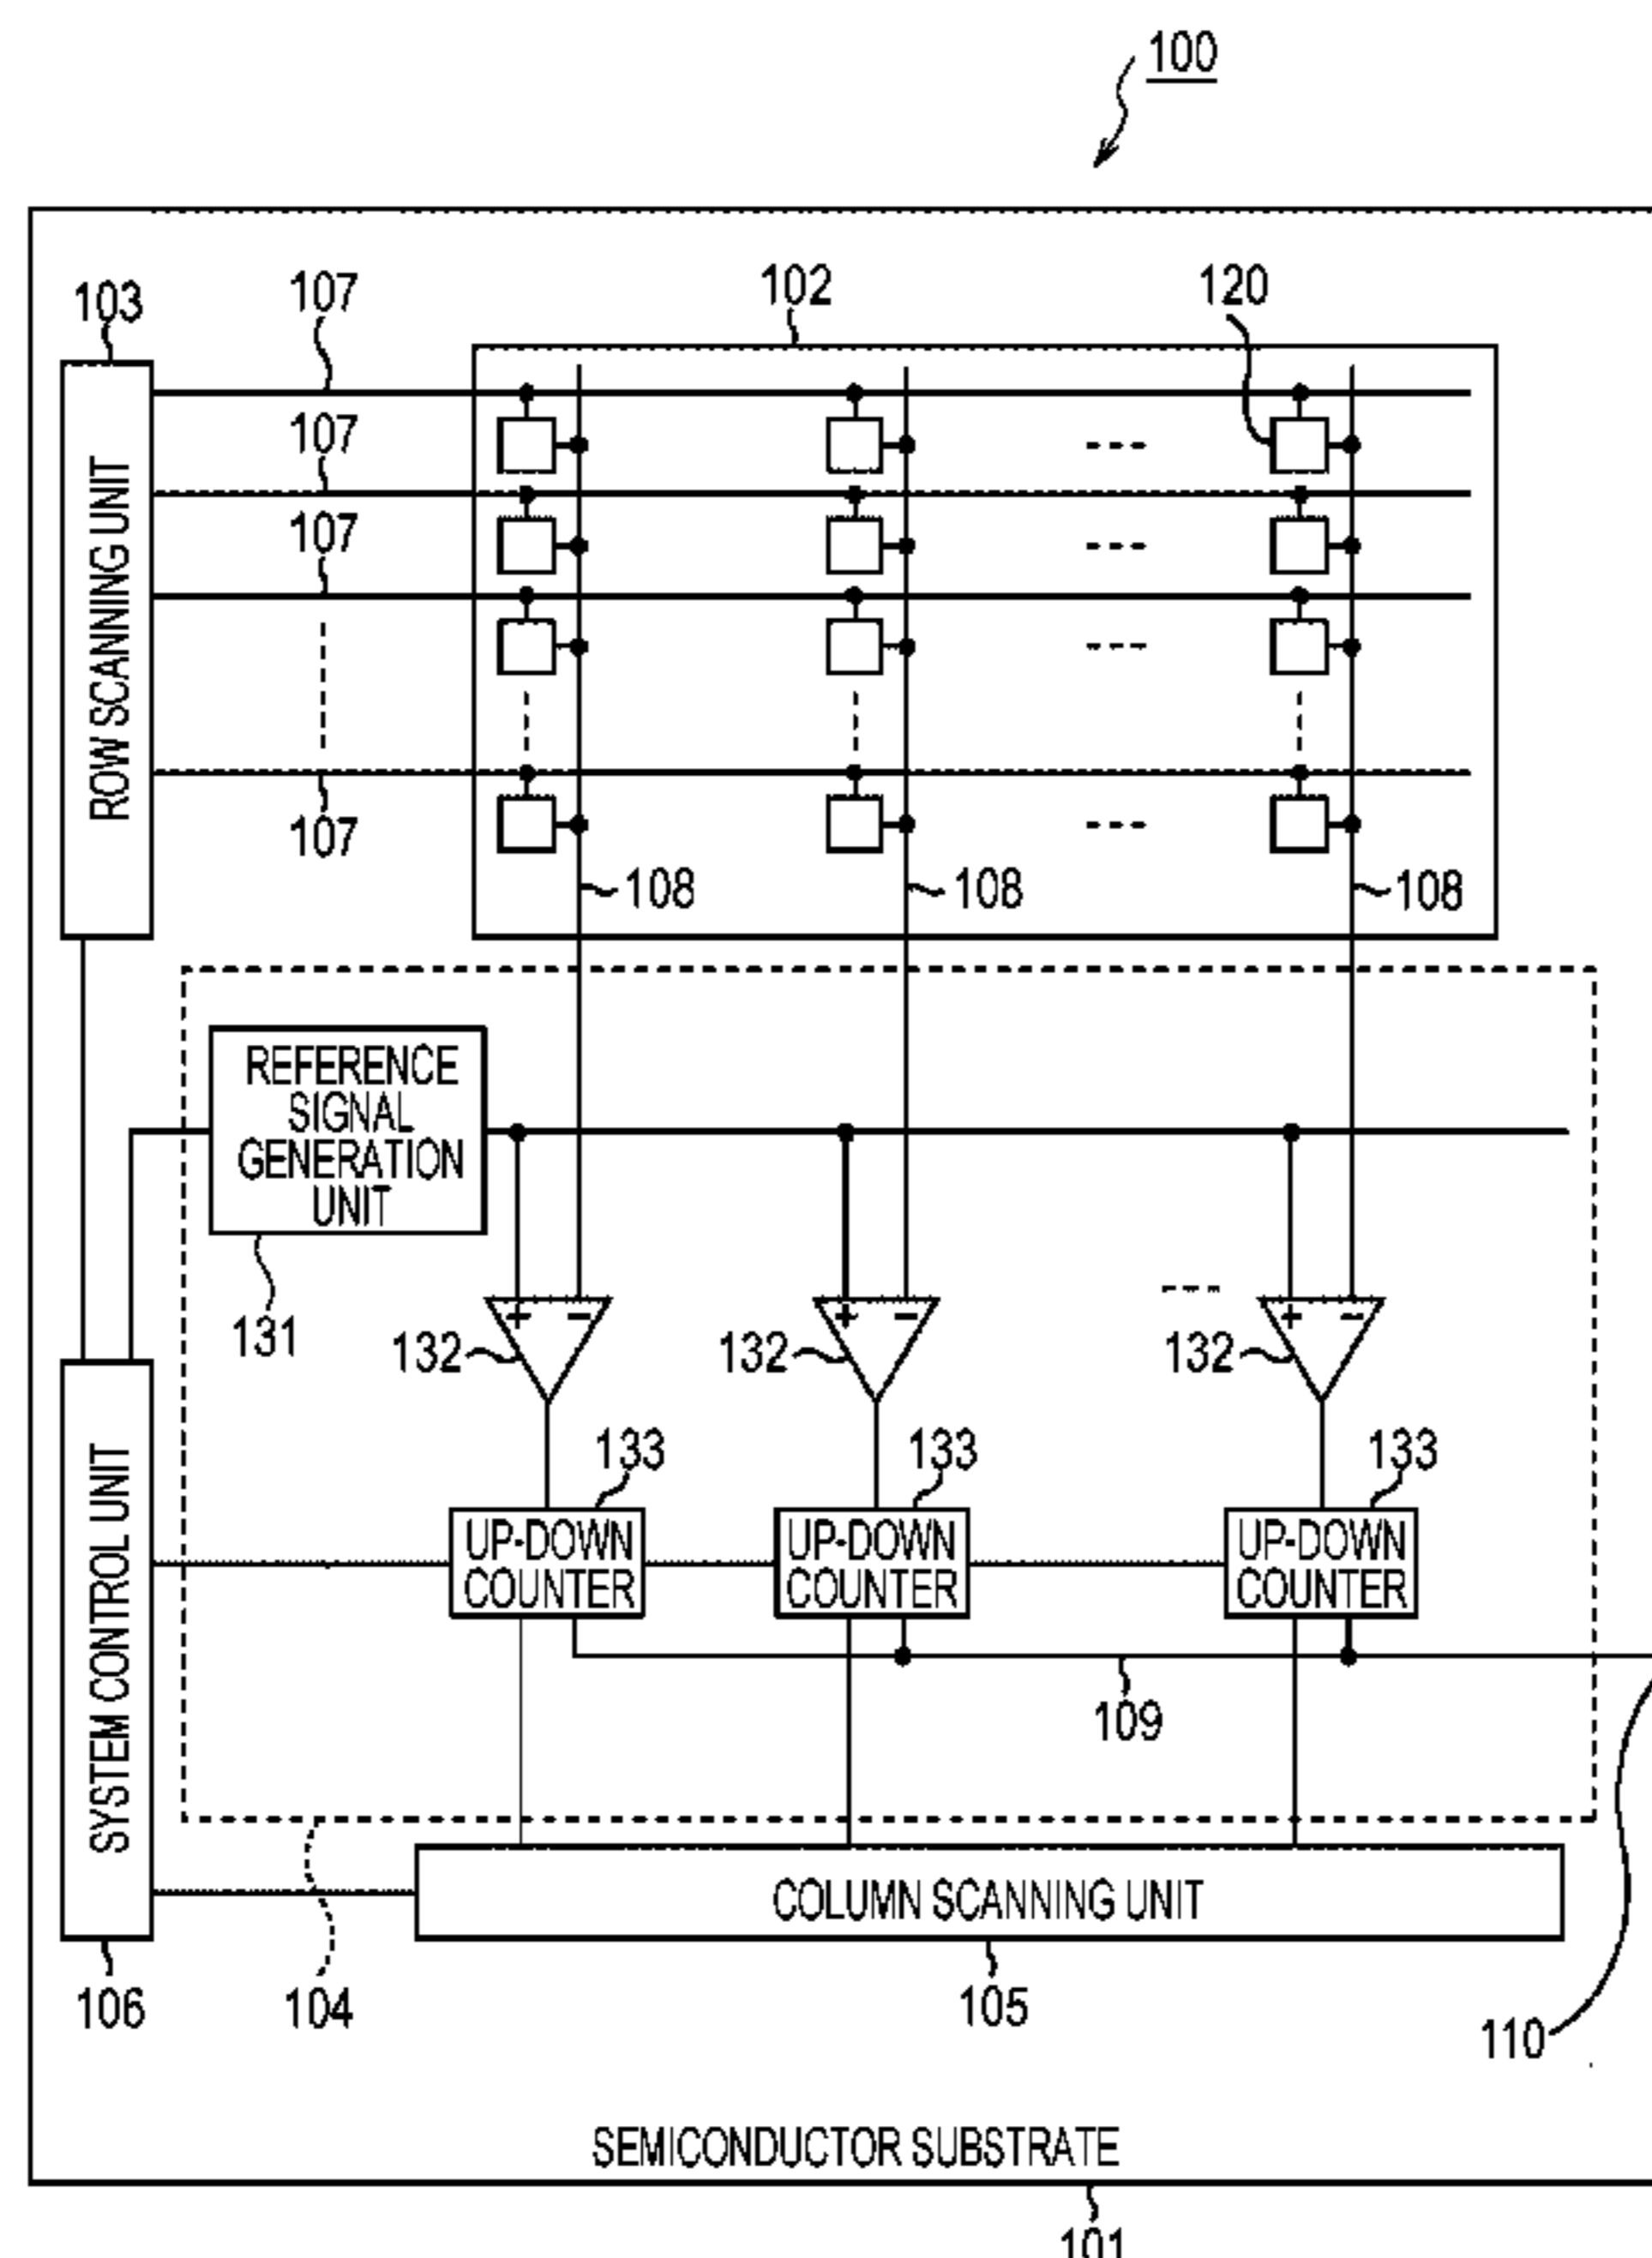 100
103
107
102
120
107
107
107
ROW SCANNING UNIT
108
108
108
REFERENCE
SIGNAL
GENERATION
UNIT
131
+ −
+ −
+ −
132
132
132
133
133
133
UP-DOWN
COUNTER
UP-DOWN
COUNTER
UP-DOWN
COUNTER
SYSTEM CONTROL UNIT
109
COLUMN SCANNING UNIT
106
104
105
110
SEMICONDUCTOR SUBSTRATE
101